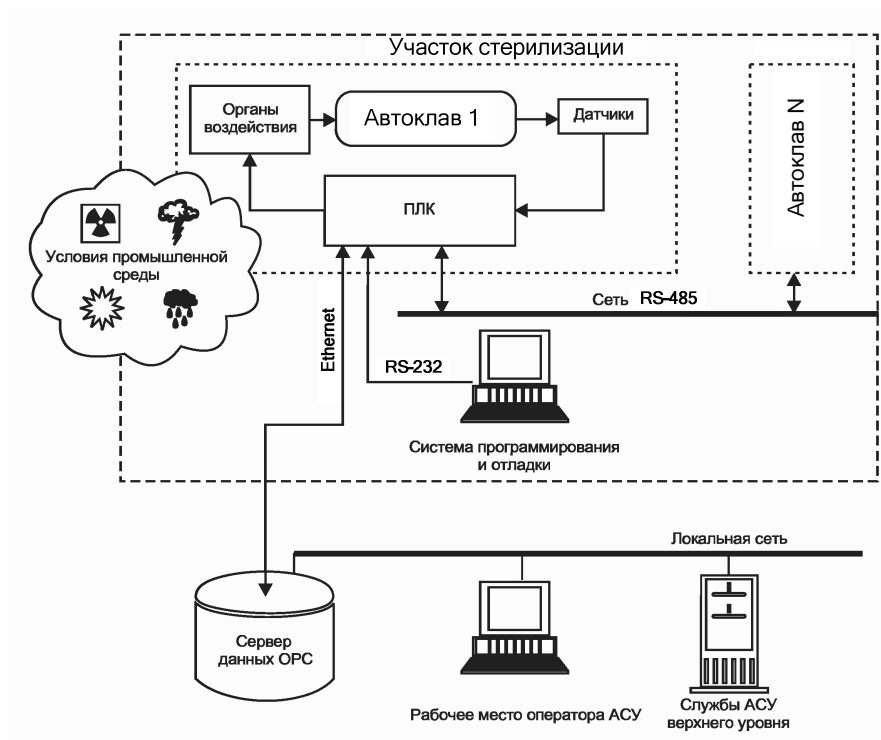 Участок стерилизации
Органы
воздействия
Автоклав 1
Датчики
Автоклав N
ПЛК
Условия промышленной
среды
Сеть RS-485
Ethernet
RS-232
Система программирования
и отладки
Локальная сеть
Сервер
данных OPC
Рабочее место оператора АСУ
Службы АСУ
верхнего уровня